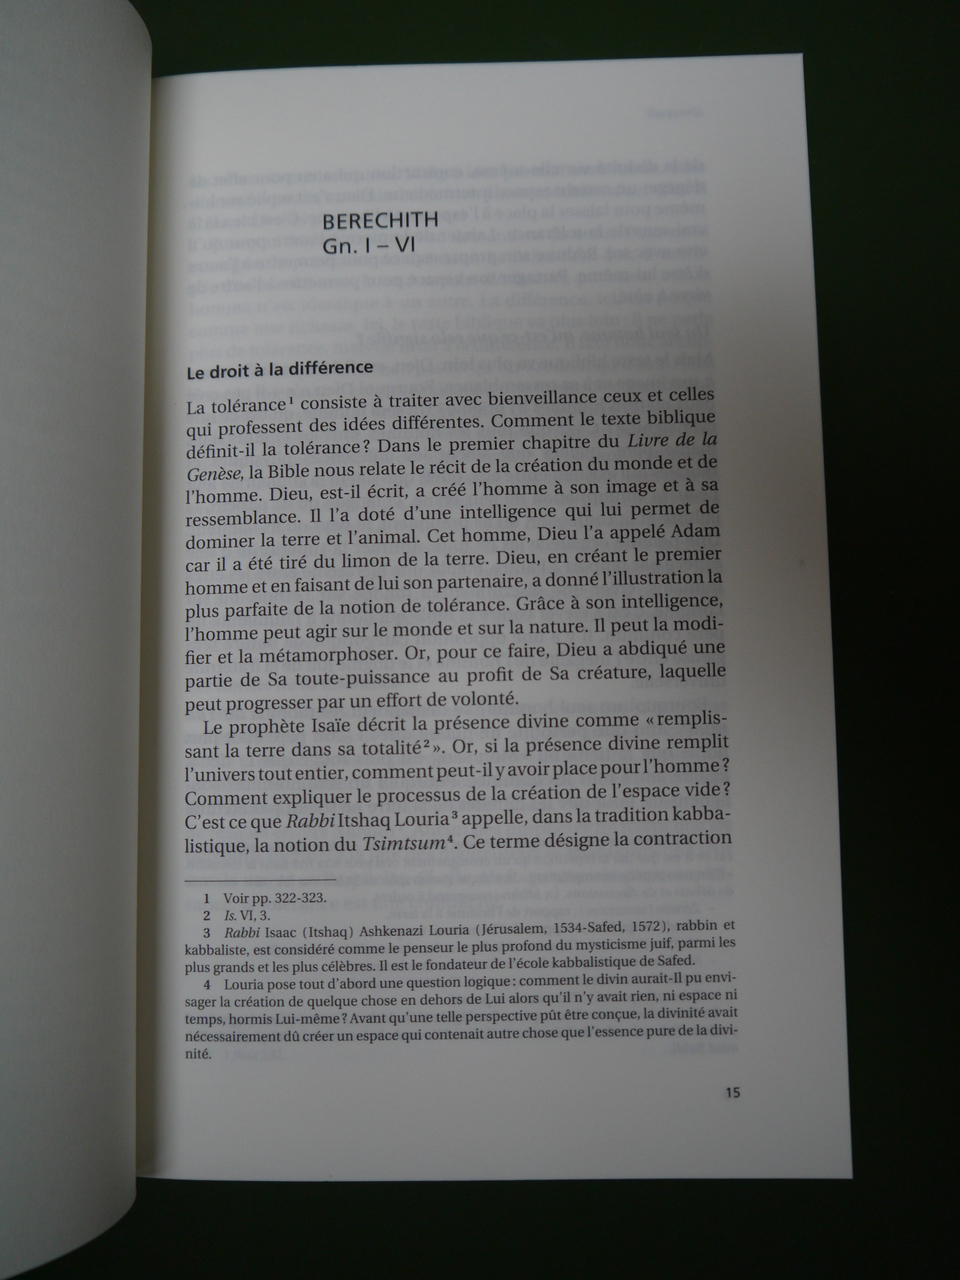 BERECHITH
Gn. I – VI
Le droit à la différence
La tolérance¹ consiste à traiter avec bienveillance ceux et celles
qui professent des idées différentes. Comment le texte biblique
définit-il la tolérance ? Dans le premier chapitre du Livre de la
Genèse, la Bible nous relate le récit de la création du monde et de
l'homme. Dieu, est-il écrit, a créé l'homme à son image et à sa
ressemblance. Il l'a doté d'une intelligence qui lui permet de
dominer la terre et l'animal. Cet homme, Dieu l'a appelé Adam
car il a été tiré du limon de la terre. Dieu, en créant le premier
homme et en faisant de lui son partenaire, a donné l'illustration la
plus parfaite de la notion de tolérance. Grâce à son intelligence,
l'homme peut agir sur le monde et sur la nature. Il peut la modi-
fier et la métamorphoser. Or, pour ce faire, Dieu a abdiqué une
partie de Sa toute-puissance au profit de Sa créature, laquelle
peut progresser par un effort de volonté.
Le prophète Isaïe décrit la présence divine comme « remplis-
sant la terre dans sa totalité² ». Or, si la présence divine remplit
l'univers tout entier, comment peut-il y avoir place pour l'homme ?
Comment expliquer le processus de la création de l'espace vide ?
C'est ce que Rabbi Itshaq Louria³ appelle, dans la tradition kabba-
listique, la notion du Tsimtsum⁴. Ce terme désigne la contraction
1 Voir pp. 322-323.
2 Is. VI, 3.
3 Rabbi Isaac (Itshaq) Ashkenazi Louria (Jérusalem, 1534-Safed, 1572), rabbin et
kabbaliste, est considéré comme le penseur le plus profond du mysticisme juif, parmi les
plus grands et les plus célèbres. Il est le fondateur de l'école kabbalistique de Safed.
4 Louria pose tout d'abord une question logique : comment le divin aurait-Il pu envi-
sager la création de quelque chose en dehors de Lui alors qu'il n'y avait rien, ni espace ni
temps, hormis Lui-même ? Avant qu'une telle perspective pût être conçue, la divinité avait
nécessairement dû créer un espace qui contenait autre chose que l'essence pure de la divi-
nité.
15